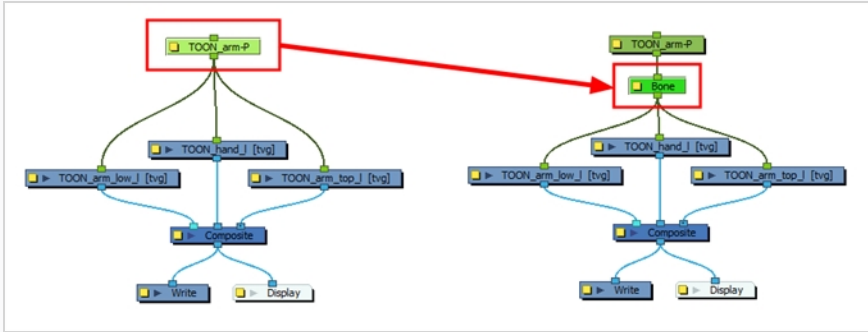 TOON_arm-P
TOON_hand_l [tvg]
TOON_arm_low_l [tvg]
TOON_arm_top_l [tvg]
Composite
Write
Display
TOON_arm-P
Bone
TOON_hand_l [tvg]
TOON_arm_low_l [tvg]
TOON_arm_top_l [tvg]
Composite
Write
Display